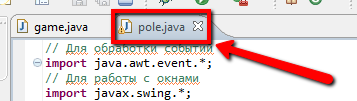 game.java pole.java
// Для обработки событий
import java.awt.event.*;
// Для работы с окнами
import javax.swing.*;